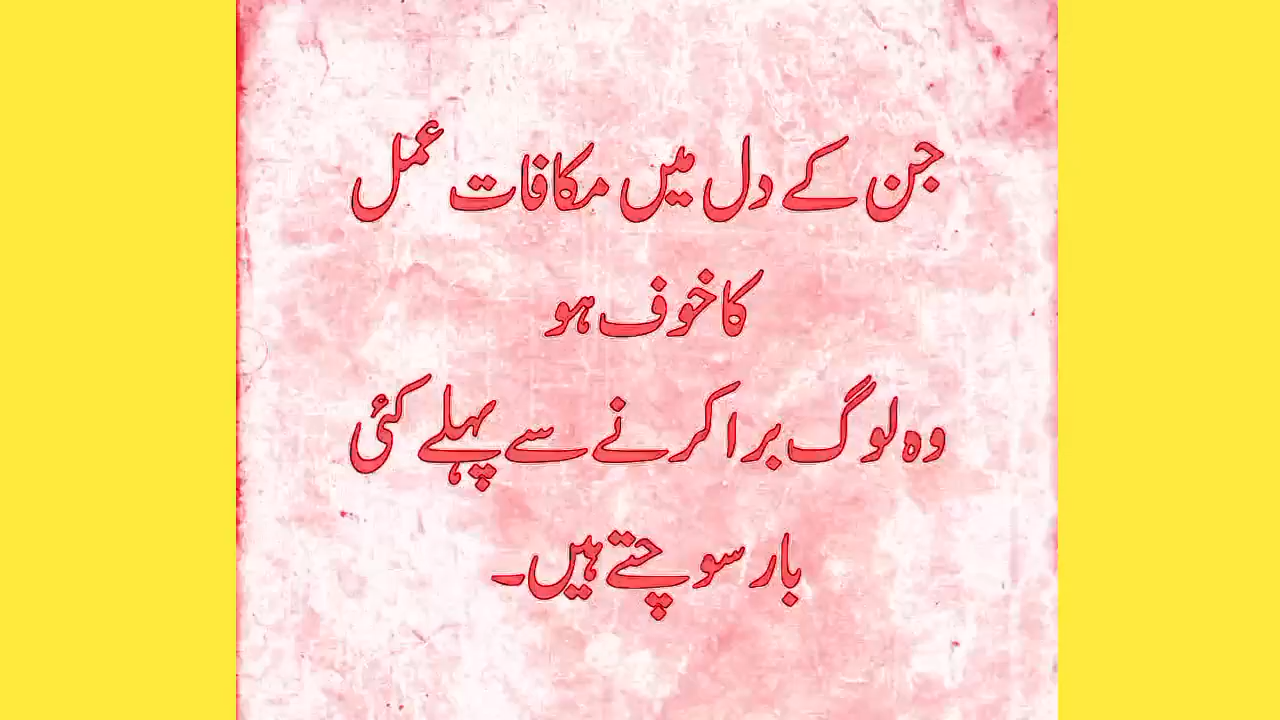 جن کے دل میں مکافات عمل
کا خوف ہو
وہ لوگ برا کرنے سے پہلے کئی
بار سوچتے ہیں۔